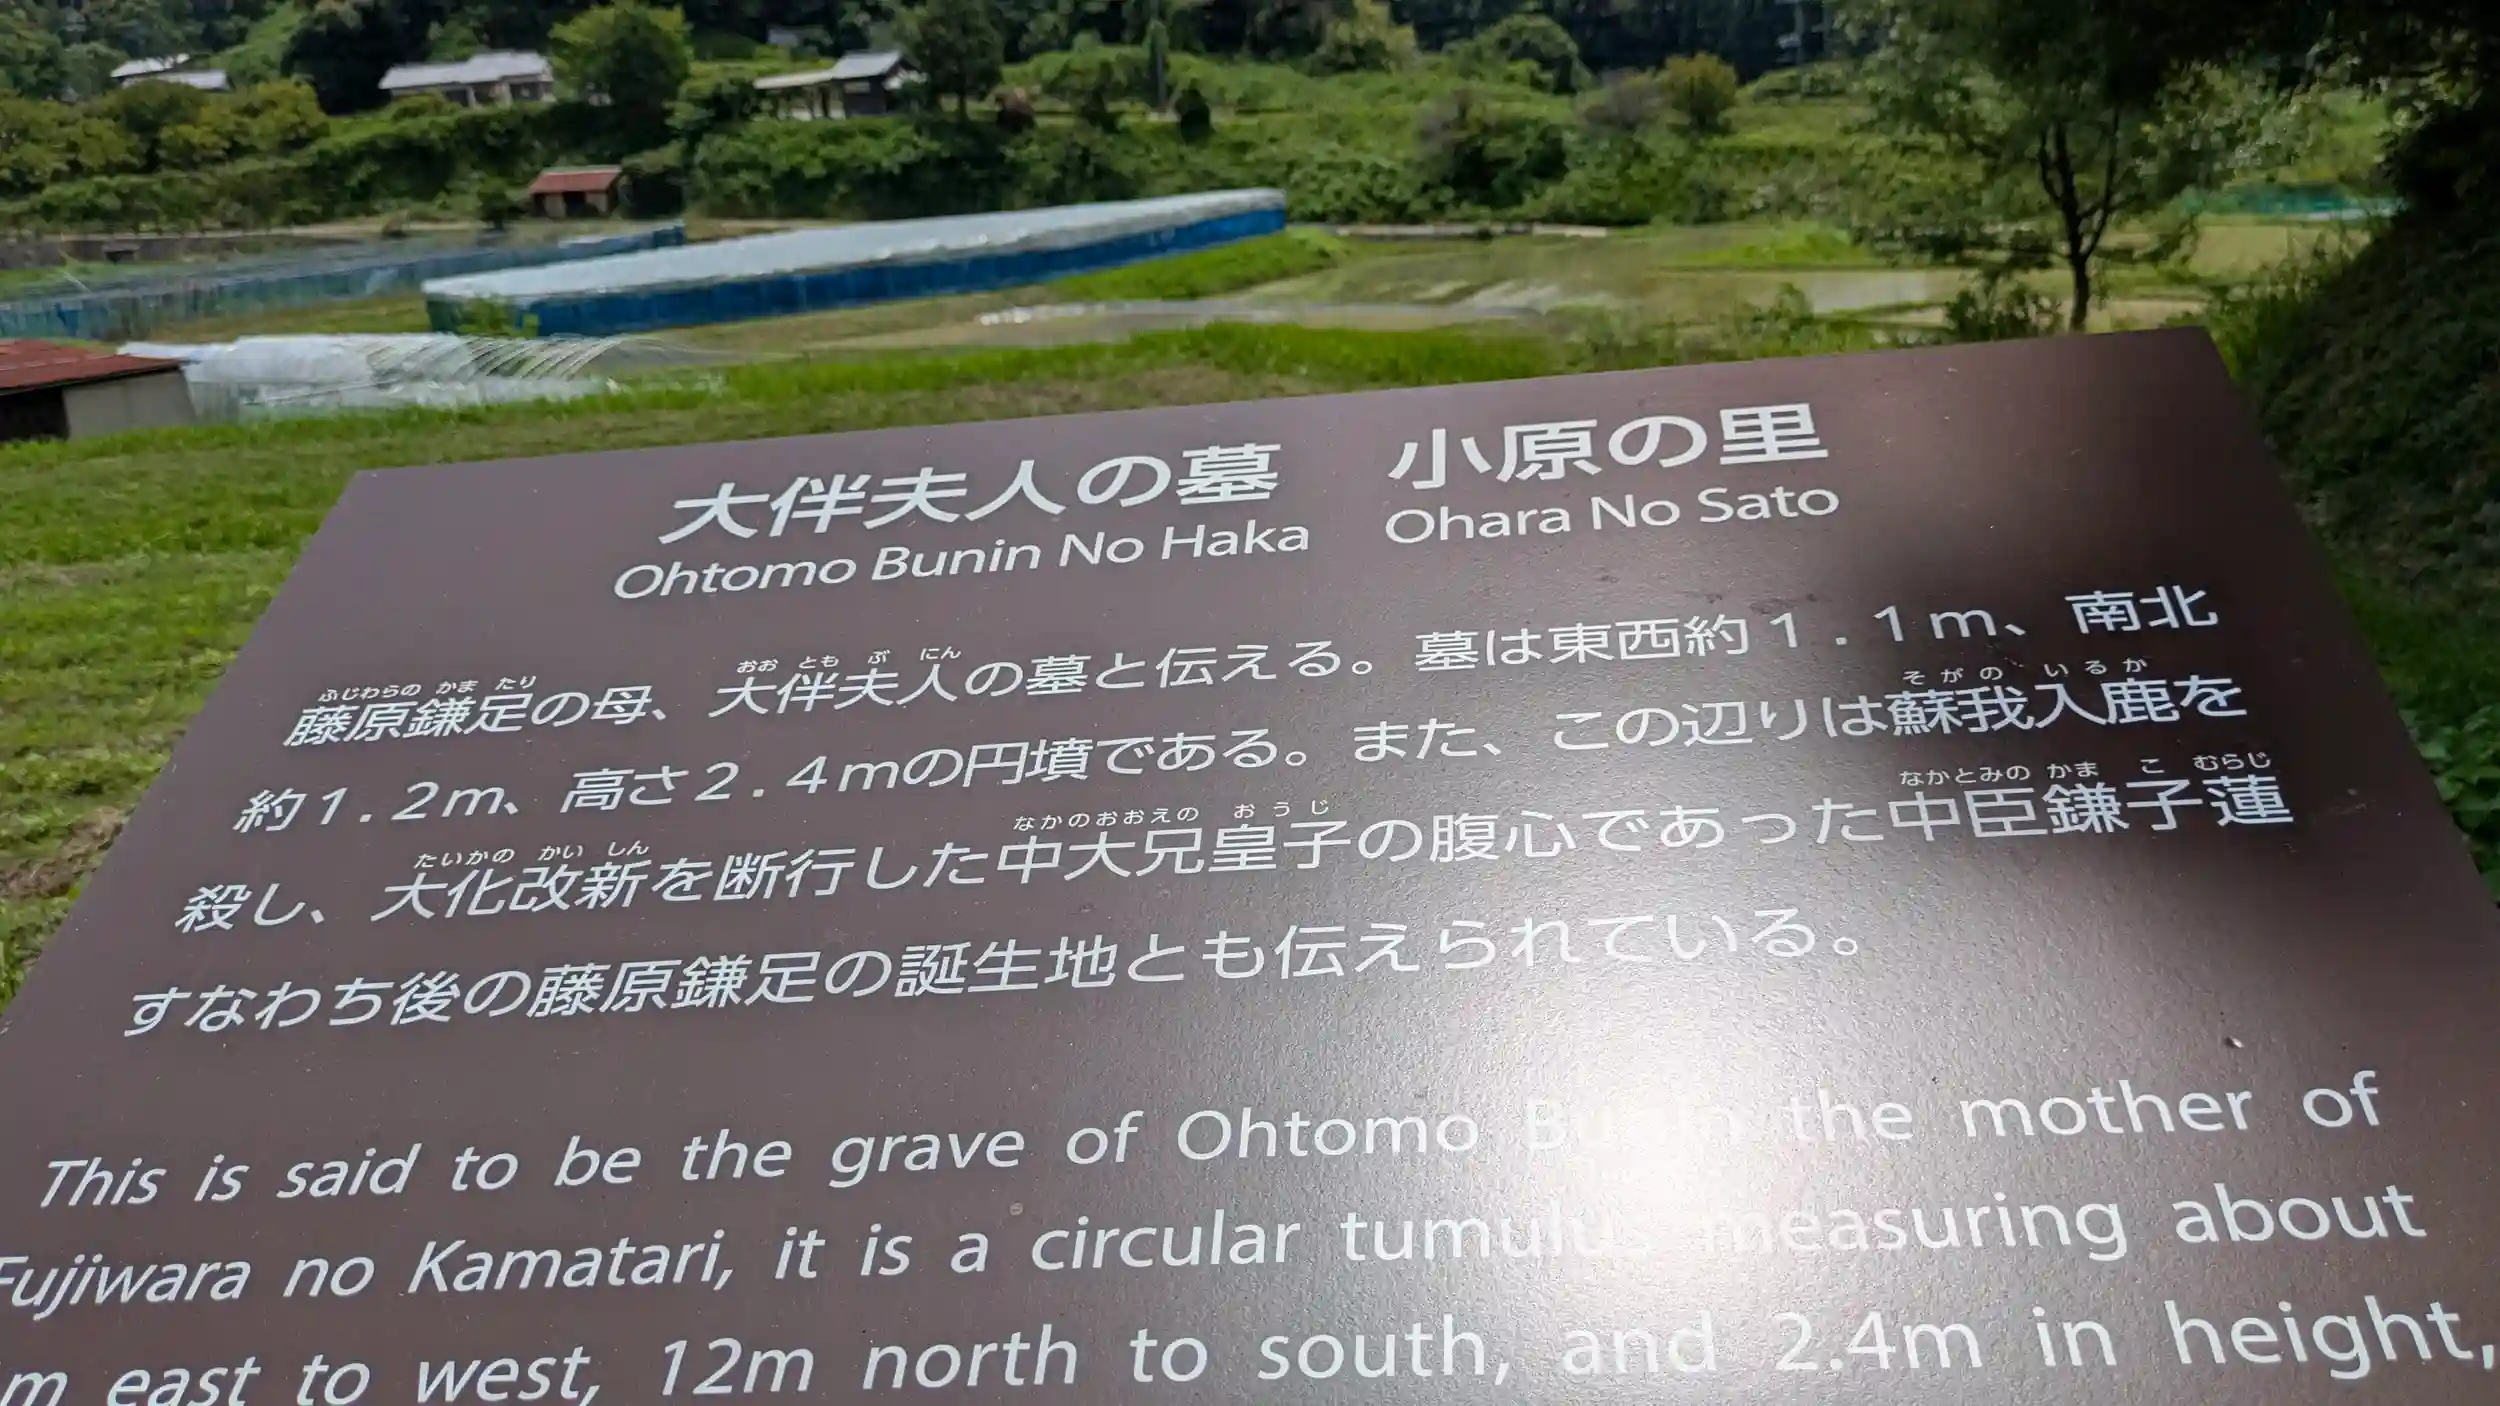 大伴夫人の墓 小原の里
Ohtomo Bunin No Haka Ohara No Sato
ふじわらの かま たり おお とも ぶ にん
藤原鎌足の母、大伴夫人の墓と伝える。墓は東西約１.１ｍ、南北
そがの いるか
約１.２ｍ、高さ２.４ｍの円墳である。また、この辺りは蘇我入鹿を
たいかの かい しん なかのおおえの おうじ なかとみの かま こ むらじ
殺し、大化改新を断行した中大兄皇子の腹心であった中臣鎌子蓮
すなわち後の藤原鎌足の誕生地とも伝えられている。
This is said to be the grave of Ohtomo Bunin the mother of
Fujiwara no Kamatari, it is a circular tumulus measuring about
m east to west, 12m north to south, and 2.4m in height,